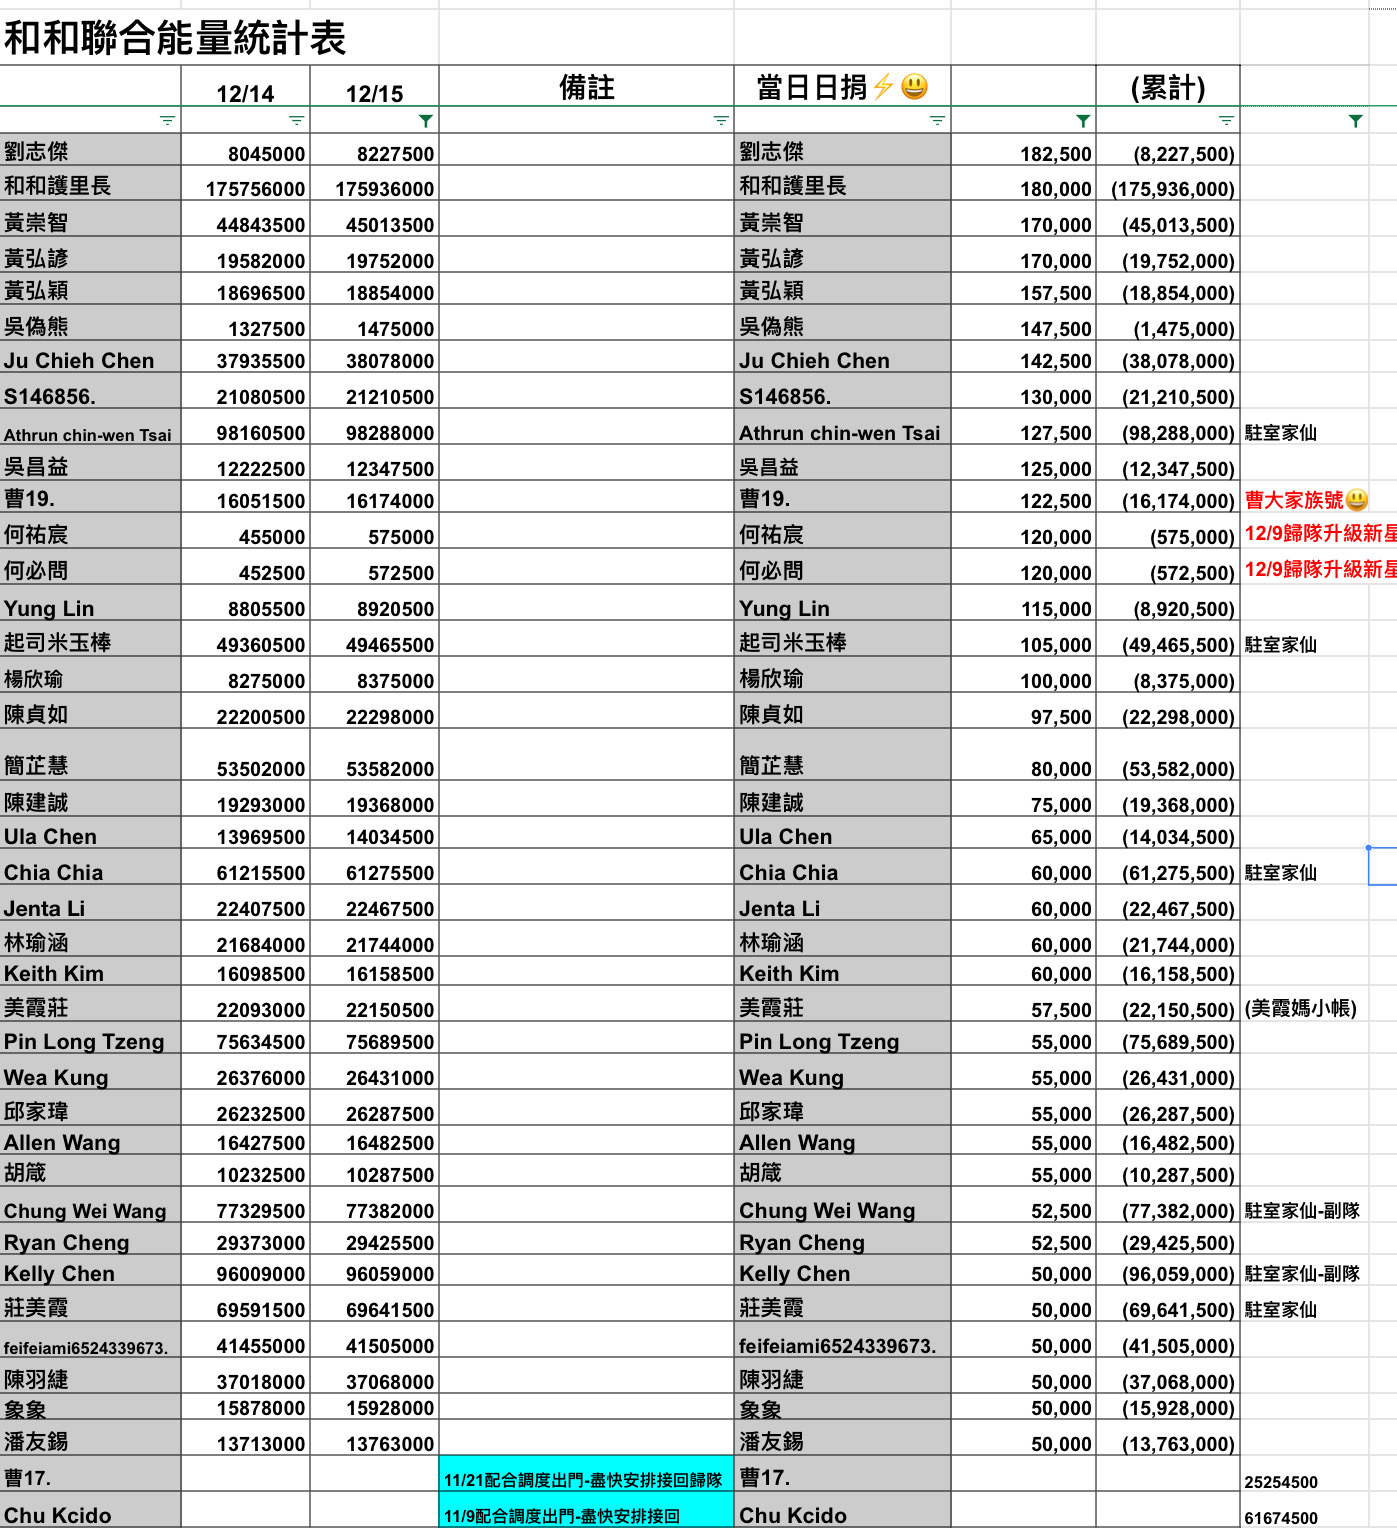 和和聯合能量統計表
12/14 12/15 備註 當日日捐⚡😃 (累計)
劉志傑 8045000 8227500 劉志傑 182,500 (8,227,500)
和和護里長 175756000 175936000 和和護里長 180,000 (175,936,000)
黃崇智 44843500 45013500 黃崇智 170,000 (45,013,500)
黃弘諺 19582000 19752000 黃弘諺 170,000 (19,752,000)
黃弘穎 18696500 18854000 黃弘穎 157,500 (18,854,000)
吳偽熊 1327500 1475000 吳偽熊 147,500 (1,475,000)
Ju Chieh Chen 37935500 38078000 Ju Chieh Chen 142,500 (38,078,000)
S146856. 21080500 21210500 S146856. 130,000 (21,210,500)
Athrun chin-wen Tsai 98160500 98288000 Athrun chin-wen Tsai 127,500 (98,288,000) 駐室家仙
吳昌益 12222500 12347500 吳昌益 125,000 (12,347,500)
曹19. 16051500 16174000 曹19. 122,500 (16,174,000) 曹大家族號😃
何祐宸 455000 575000 何祐宸 120,000 (575,000) 12/9歸隊升級新星
何必問 452500 572500 何必問 120,000 (572,500) 12/9歸隊升級新星
Yung Lin 8805500 8920500 Yung Lin 115,000 (8,920,500)
起司米玉棒 49360500 49465500 起司米玉棒 105,000 (49,465,500) 駐室家仙
楊欣瑜 8275000 8375000 楊欣瑜 100,000 (8,375,000)
陳貞如 22200500 22298000 陳貞如 97,500 (22,298,000)
簡芷慧 53502000 53582000 簡芷慧 80,000 (53,582,000)
陳建誠 19293000 19368000 陳建誠 75,000 (19,368,000)
Ula Chen 13969500 14034500 Ula Chen 65,000 (14,034,500)
Chia Chia 61215500 61275500 Chia Chia 60,000 (61,275,500) 駐室家仙
Jenta Li 22407500 22467500 Jenta Li 60,000 (22,467,500)
林瑜涵 21684000 21744000 林瑜涵 60,000 (21,744,000)
Keith Kim 16098500 16158500 Keith Kim 60,000 (16,158,500)
美霞莊 22093000 22150500 美霞莊 57,500 (22,150,500) (美霞媽小帳)
Pin Long Tzeng 75634500 75689500 Pin Long Tzeng 55,000 (75,689,500)
Wea Kung 26376000 26431000 Wea Kung 55,000 (26,431,000)
邱家瑋 26232500 26287500 邱家瑋 55,000 (26,287,500)
Allen Wang 16427500 16482500 Allen Wang 55,000 (16,482,500)
胡箴 10232500 10287500 胡箴 55,000 (10,287,500)
Chung Wei Wang 77329500 77382000 Chung Wei Wang 52,500 (77,382,000) 駐室家仙-副隊
Ryan Cheng 29373000 29425500 Ryan Cheng 52,500 (29,425,500)
Kelly Chen 96009000 96059000 Kelly Chen 50,000 (96,059,000) 駐室家仙-副隊
莊美霞 69591500 69641500 莊美霞 50,000 (69,641,500) 駐室家仙
feifeiami6524339673. 41455000 41505000 feifeiami6524339673. 50,000 (41,505,000)
陳羽緁 37018000 37068000 陳羽緁 50,000 (37,068,000)
象象 15878000 15928000 象象 50,000 (15,928,000)
潘友錫 13713000 13763000 潘友錫 50,000 (13,763,000)
曹17. 11/21配合調度出門-盡快安排接回歸隊 曹17. 25254500
Chu Kcido 11/9配合調度出門-盡快安排接回 Chu Kcido 61674500